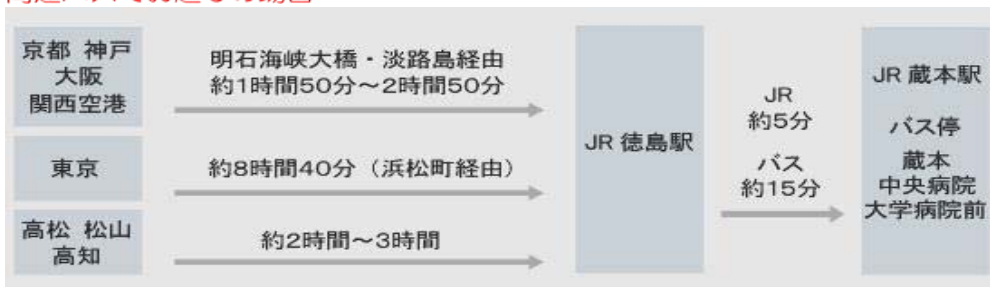 京都 神戸
大阪
関西空港
明石海峡大橋・淡路島経由
約1時間50分～2時間50分
東京
約8時間40分（浜松町経由）
高松 松山
高知
約2時間～3時間
JR 徳島駅
JR
約5分
バス
約15分
JR 蔵本駅
バス停
蔵本
中央病院
大学病院前